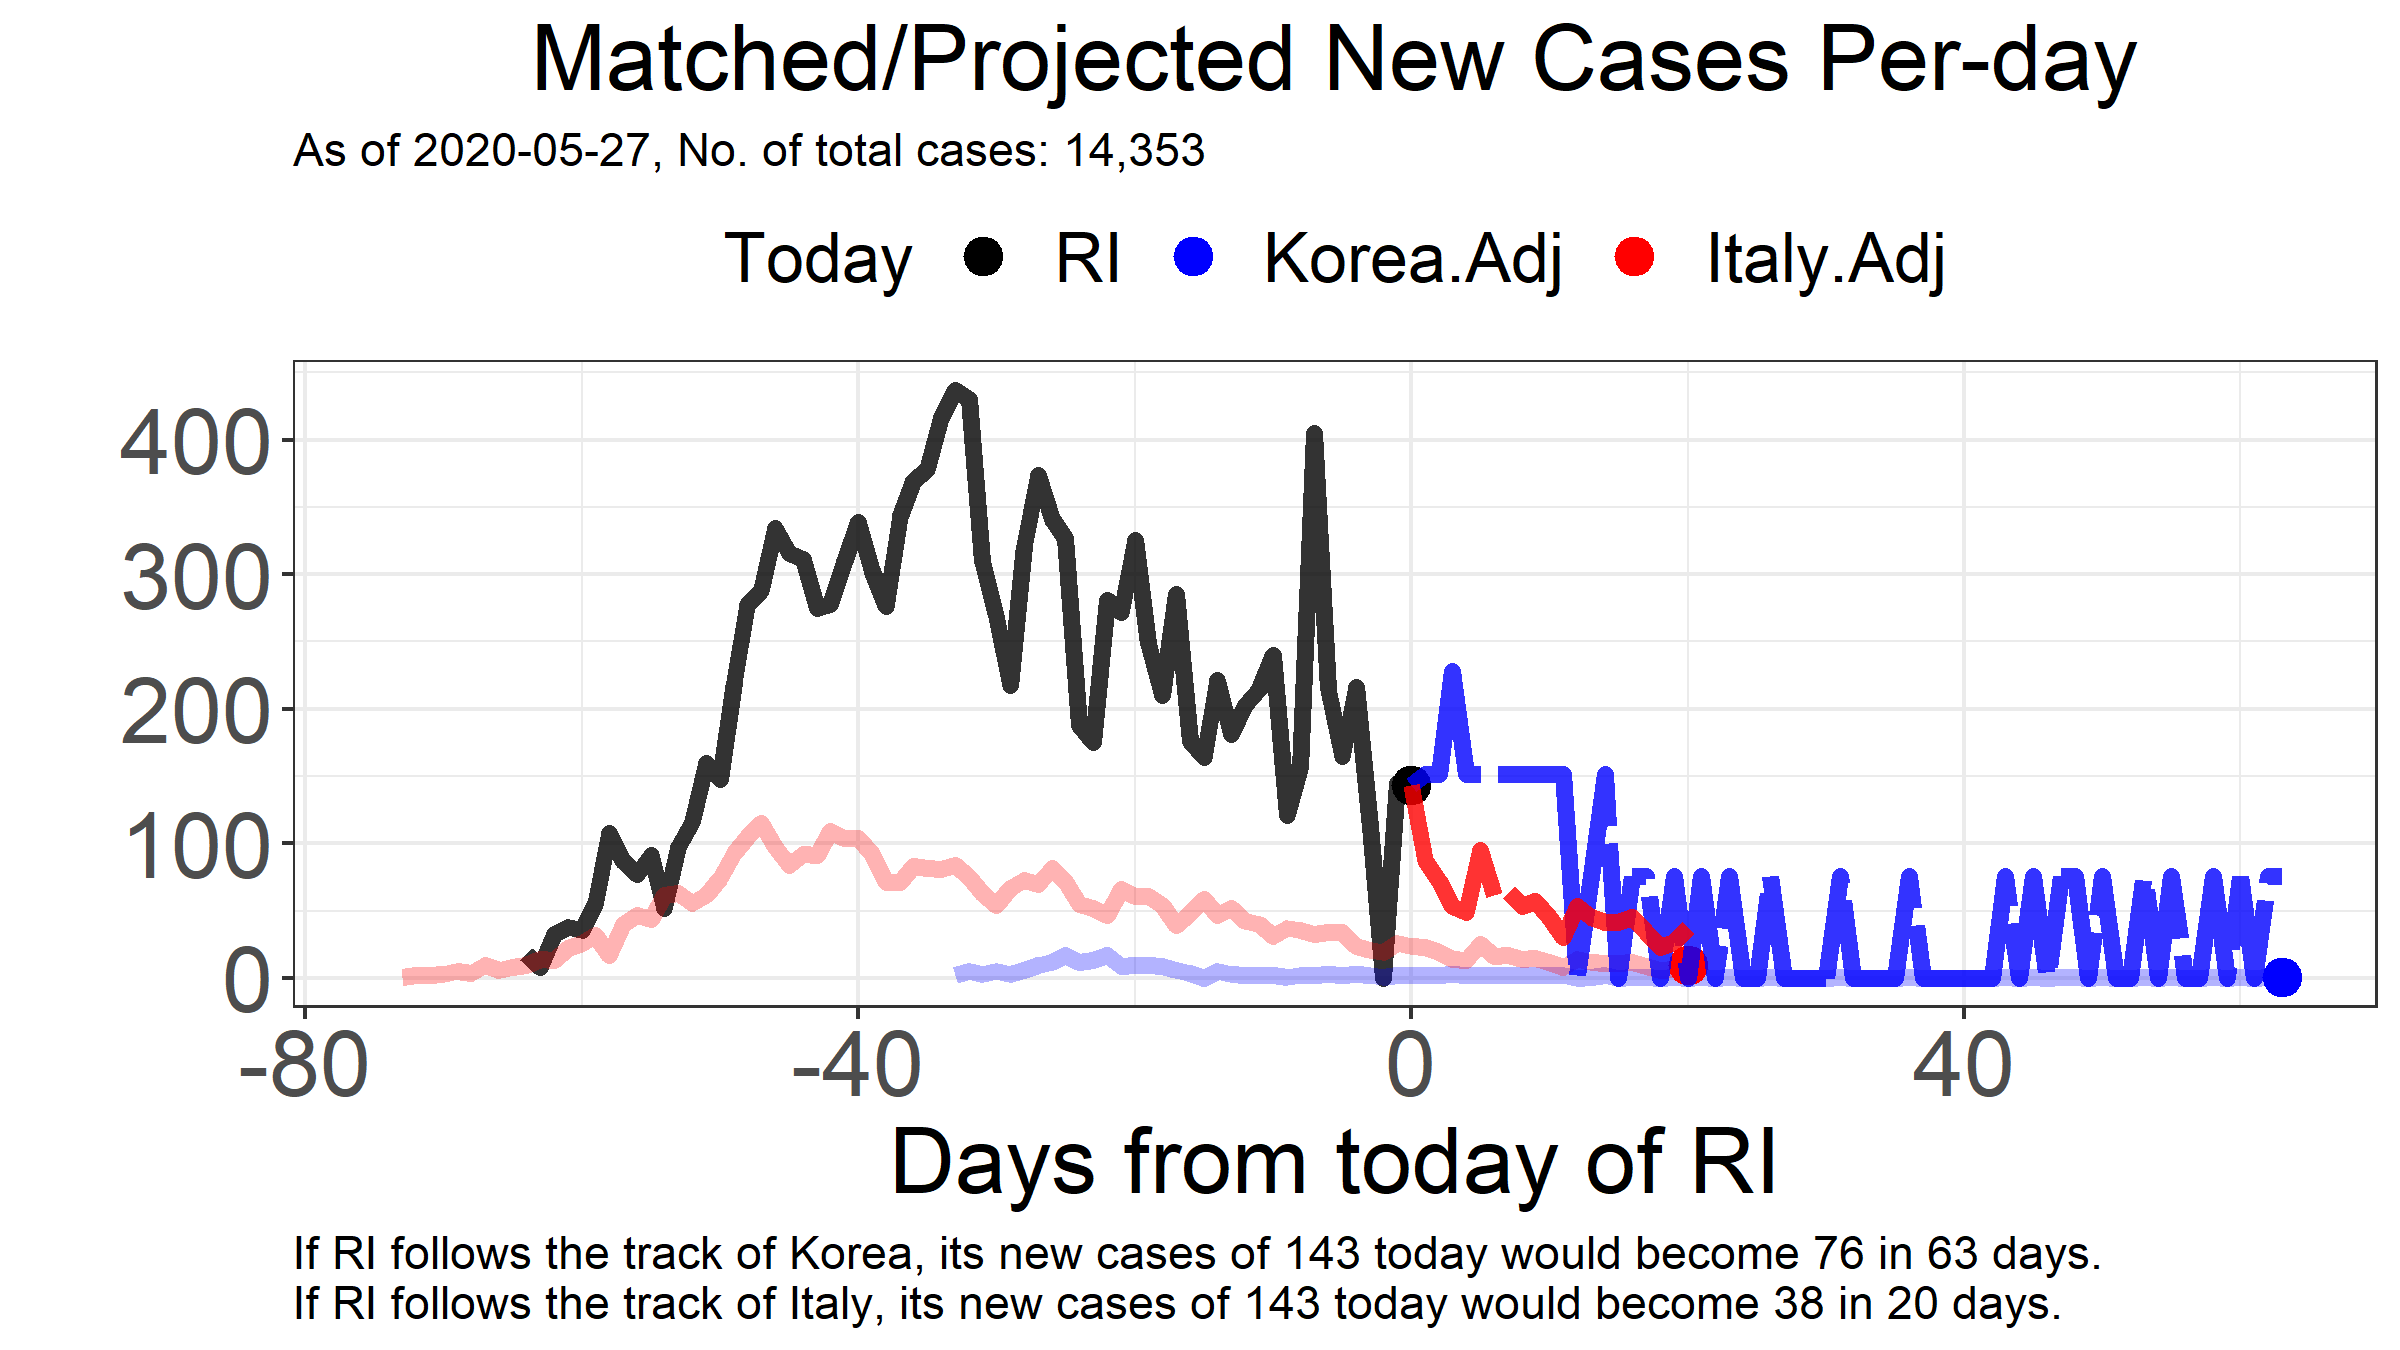 Matched/Projected New Cases Per-day
As of 2020-05-27, No. of total cases: 14,353
Today RI Korea.Adj Italy.Adj
400
300
200
100
0
-80 -40 0 40
Days from today of RI
If RI follows the track of Korea, its new cases of 143 today would become 76 in 63 days.
If RI follows the track of Italy, its new cases of 143 today would become 38 in 20 days.